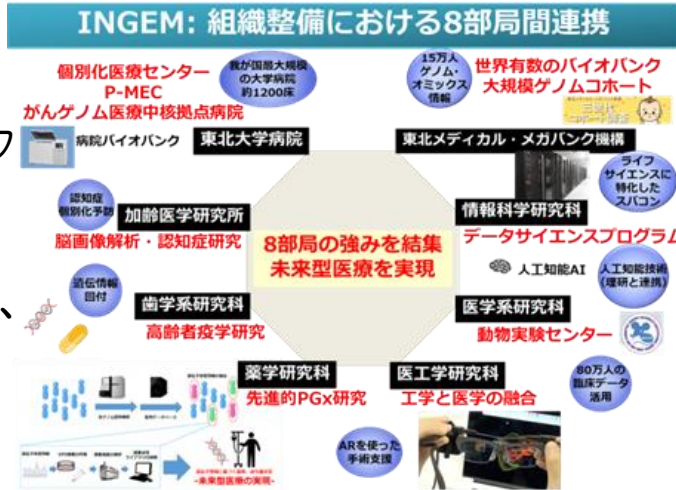 INGEM: 組織整備における8部局間連携
個別化医療センター
P-MEC
がんゲノム医療中核拠点病院
我が国最大規模
の大学病院
約1200床
15万人
ゲノム・
オミックス
情報
世界有数のバイオバンク
大規模ゲノムコホート
三世代
コホート調査
フ
病院バイオバンク
東北大学病院
東北メディカル・メガバンク機構
ライフ
サイエンスに
特化した
スパコン
認知症
個別化予防
加齢医学研究所
脳画像解析・認知症研究
情報科学研究科
データサイエンスプログラム
8部局の強みを結集
未来型医療を実現
人工知能AI
人工知能技術
(理研と連携)
遺伝情報
回付
、
歯学系研究科
高齢者疫学研究
医学系研究科
動物実験センター
薬学研究科
先進的PGx研究
医工学研究科
工学と医学の融合
80万人の
臨床データ
活用
ARを使った
手術支援
-未来型医療の実現-